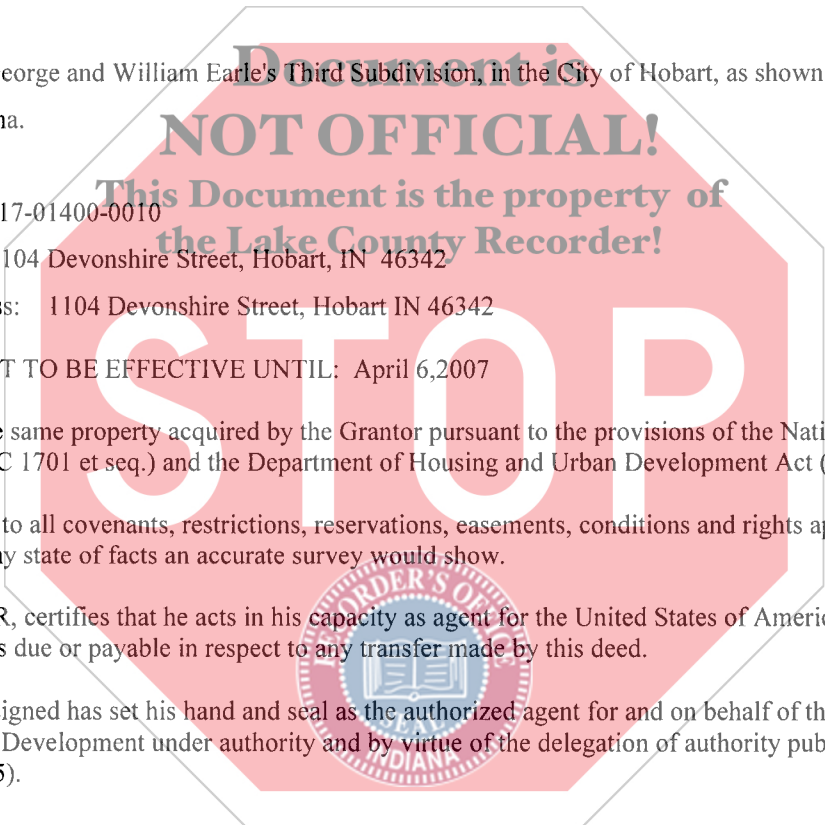 Document is
eorge and William Earle's Third Subdivision, in the City of Hobart, as shown
na.
NOT OFFICIAL!
This Document is the property of
17-01400-0010
the Lake County Recorder!
104 Devonshire Street, Hobart, IN 46342
ss: 1104 Devonshire Street, Hobart IN 46342
STOP
T TO BE EFFECTIVE UNTIL: April 6,2007
e same property acquired by the Grantor pursuant to the provisions of the Nati
C 1701 et seq.) and the Department of Housing and Urban Development Act (
to all covenants, restrictions, reservations, easements, conditions and rights ap
ny state of facts an accurate survey would show.
R, certifies that he acts in his capacity as agent for the United States of Americ
s due or payable in respect to any transfer made by this deed.
RECORDER'S OFFICE
SEAL
INDIANA
igned has set his hand and seal as the authorized agent for and on behalf of th
Development under authority and by virtue of the delegation of authority pub
5).